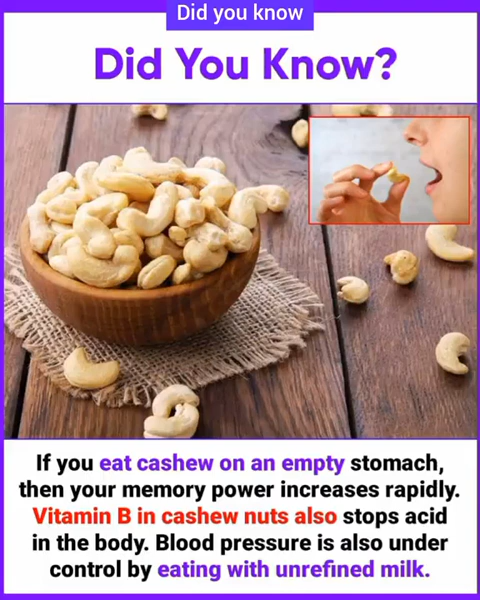 Did you know
Did You Know?
If you eat cashew on an empty stomach,
then your memory power increases rapidly.
Vitamin B in cashew nuts also stops acid
in the body. Blood pressure is also under
control by eating with unrefined milk.